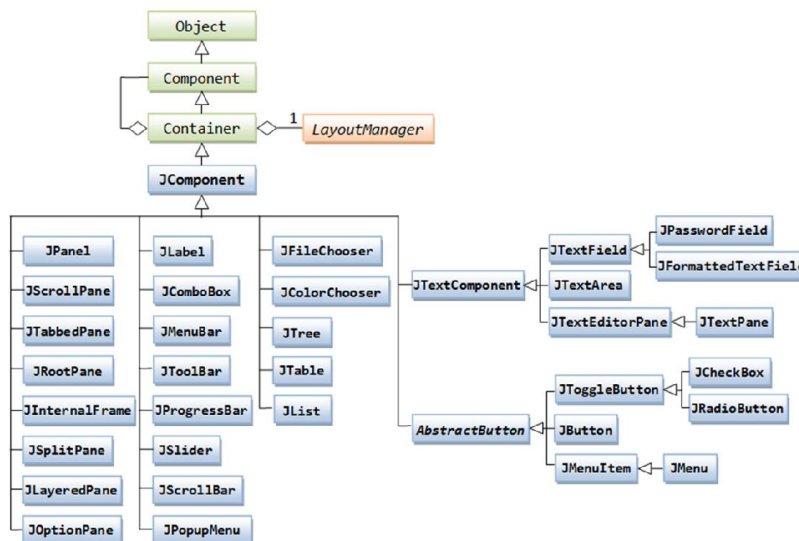 Object
Component
Container
1
LayoutManager
JComponent
JPanel
JScrollPane
JTabbedPane
JRootPane
JInternalFrame
JSplitPane
JLayeredPane
JOptionPane
JLabel
JComboBox
JMenuBar
JToolBar
JProgressBar
JSlider
JScrollBar
JPopupMenu
JFileChooser
JColorChooser
JTree
JTable
JList
JTextComponent
JTextField
JPasswordField
JFormattedTextField
JTextArea
JTextEditorPane
JTextPane
AbstractButton
JToggleButton
JCheckBox
JRadioButton
JButton
JMenuItem
JMenu